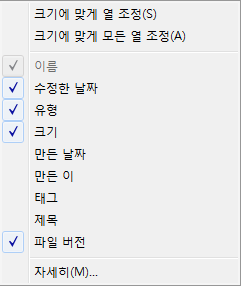 크기에 맞게 열 조정(S)
크기에 맞게 모든 열 조정(A)
이름
수정한 날짜
유형
크기
만든 날짜
만든 이
태그
제목
파일 버전
자세히(M)...